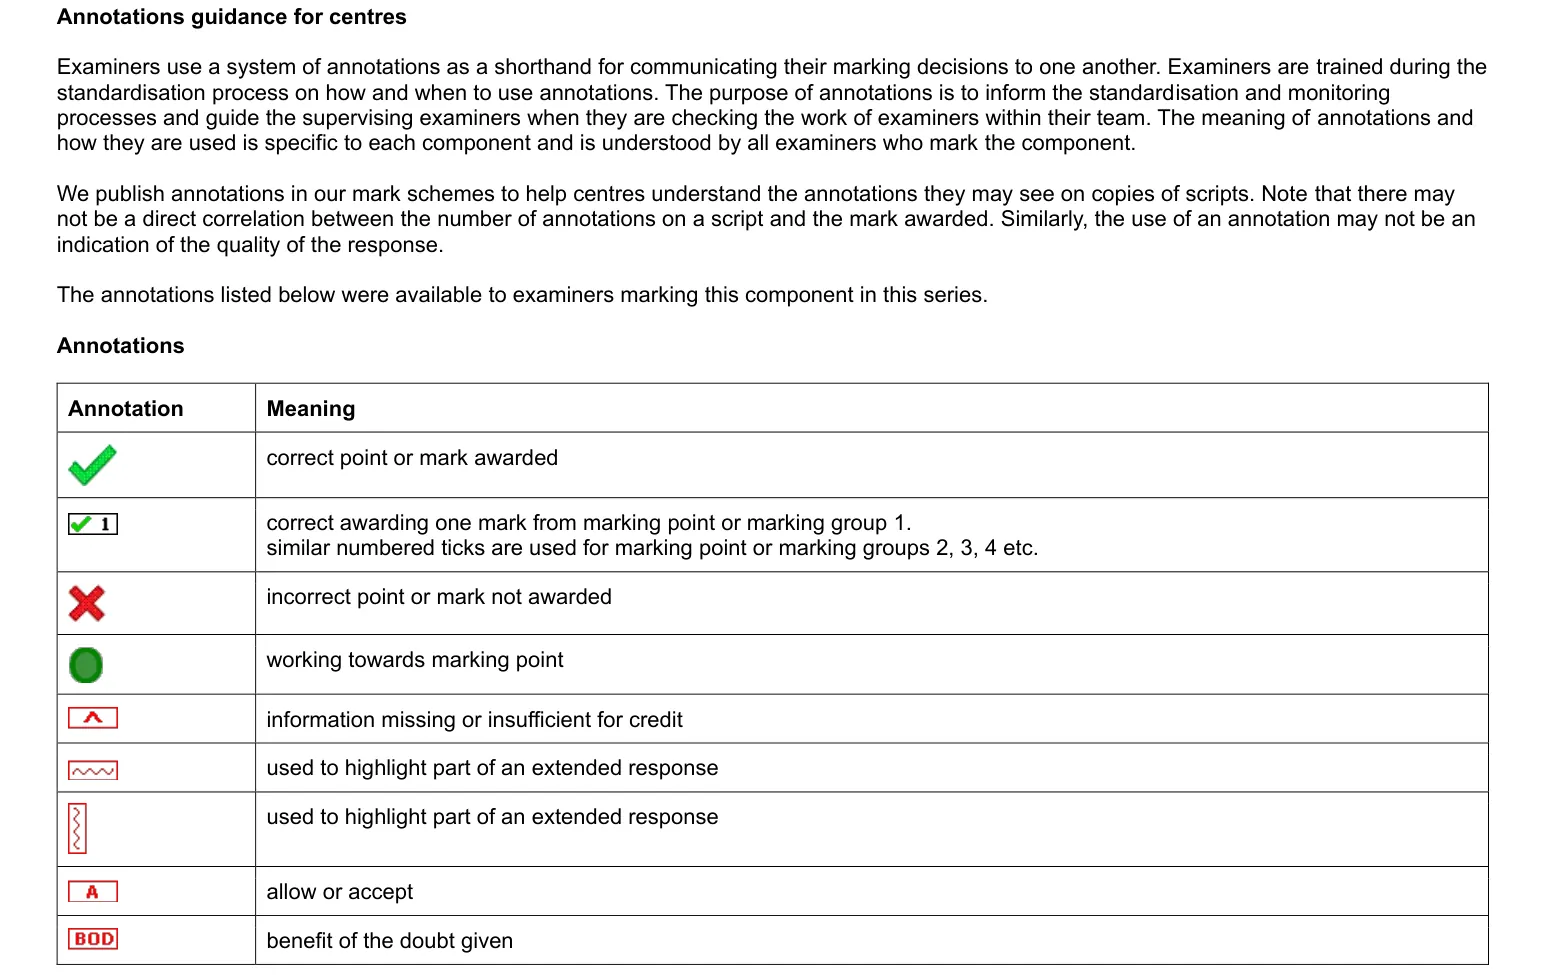 Annotations guidance for centres
Examiners use a system of annotations as a shorthand for communicating their marking decisions to one another. Examiners are trained during the
standardisation process on how and when to use annotations. The purpose of annotations is to inform the standardisation and monitoring
processes and guide the supervising examiners when they are checking the work of examiners within their team. The meaning of annotations and
how they are used is specific to each component and is understood by all examiners who mark the component.
We publish annotations in our mark schemes to help centres understand the annotations they may see on copies of scripts. Note that there may
not be a direct correlation between the number of annotations on a script and the mark awarded. Similarly, the use of an annotation may not be an
indication of the quality of the response.
The annotations listed below were available to examiners marking this component in this series.
Annotations
Annotation Meaning
correct point or mark awarded
1 correct awarding one mark from marking point or marking group 1.
similar numbered ticks are used for marking point or marking groups 2, 3, 4 etc.
incorrect point or mark not awarded
working towards marking point
information missing or insufficient for credit
used to highlight part of an extended response
used to highlight part of an extended response
A allow or accept
BOD benefit of the doubt given